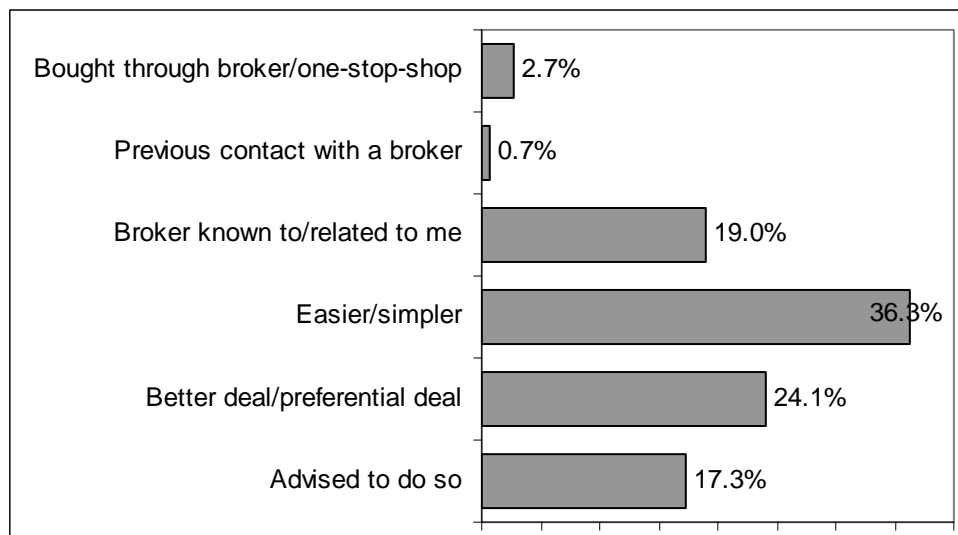 Bought through broker/one-stop-shop 2.7%
Previous contact with a broker 0.7%
Broker known to/related to me 19.0%
Easier/simpler 36.3%
Better deal/preferential deal 24.1%
Advised to do so 17.3%